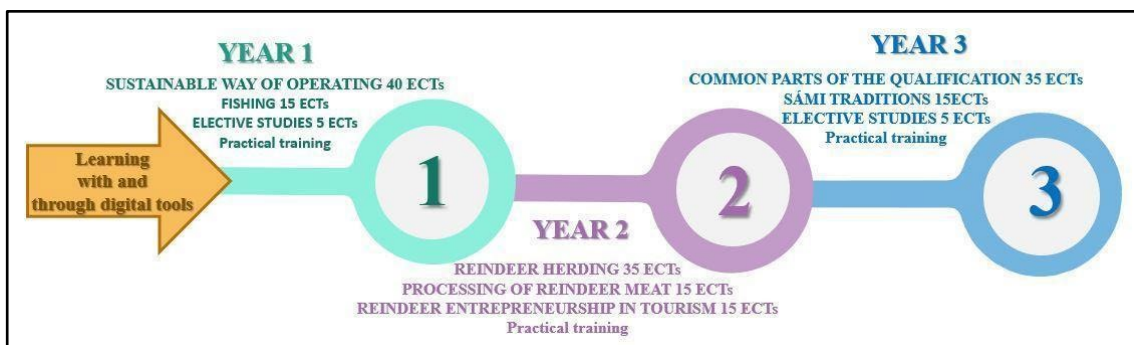 Learning
with and
through digital tools
YEAR 1
SUSTAINABLE WAY OF OPERATING 40 ECTs
FISHING 15 ECTs
ELECTIVE STUDIES 5 ECTs
Practical training
1
YEAR 2
REINDEER HERDING 35 ECTs
PROCESSING OF REINDEER MEAT 15 ECTs
REINDEER ENTREPRENEURSHIP IN TOURISM 15 ECTs
Practical training
2
YEAR 3
COMMON PARTS OF THE QUALIFICATION 35 ECTs
SÁMI TRADITIONS 15ECTs
ELECTIVE STUDIES 5 ECTs
Practical training
3